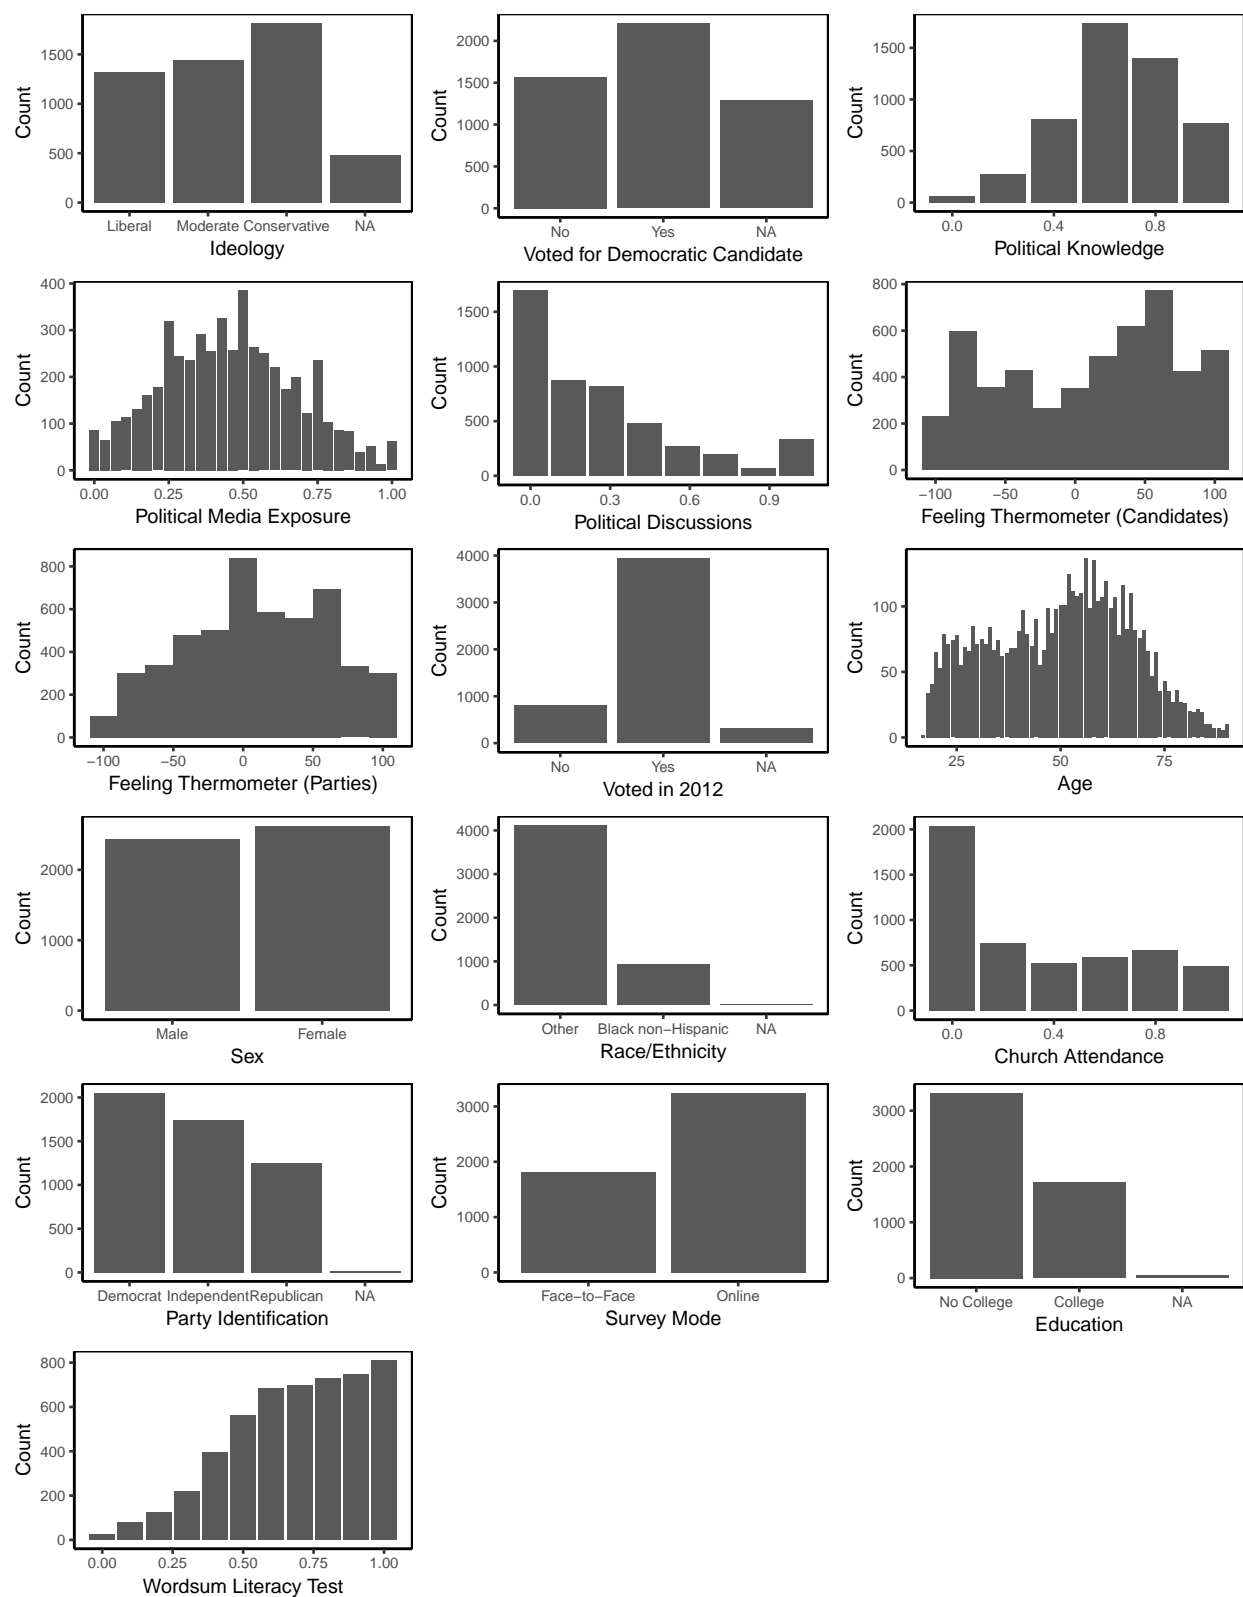 Count
1500
1000
500
0
Liberal Moderate Conservative NA
Ideology
Count
2000
1500
1000
500
0
No Yes NA
Voted for Democratic Candidate
Count
1500
1000
500
0
0.0 0.4 0.8
Political Knowledge
Count
400
300
200
100
0
0.00 0.25 0.50 0.75 1.00
Political Media Exposure
Count
1500
1000
500
0
0.0 0.3 0.6 0.9
Political Discussions
Count
800
600
400
200
0
−100 −50 0 50 100
Feeling Thermometer (Candidates)
Count
800
600
400
200
0
−100 −50 0 50 100
Feeling Thermometer (Parties)
Count
4000
3000
2000
1000
0
No Yes NA
Voted in 2012
Count
100
50
0
25 50 75
Age
Count
2000
1000
0
Male Female
Sex
Count
4000
3000
2000
1000
0
Other Black non−Hispanic NA
Race/Ethnicity
Count
2000
1500
1000
500
0
0.0 0.4 0.8
Church Attendance
Count
2000
1500
1000
500
0
Democrat Independent Republican NA
Party Identification
Count
3000
2000
1000
0
Face−to−Face Online
Survey Mode
Count
3000
2000
1000
0
No College College NA
Education
Count
800
600
400
200
0
0.00 0.25 0.50 0.75 1.00
Wordsum Literacy Test